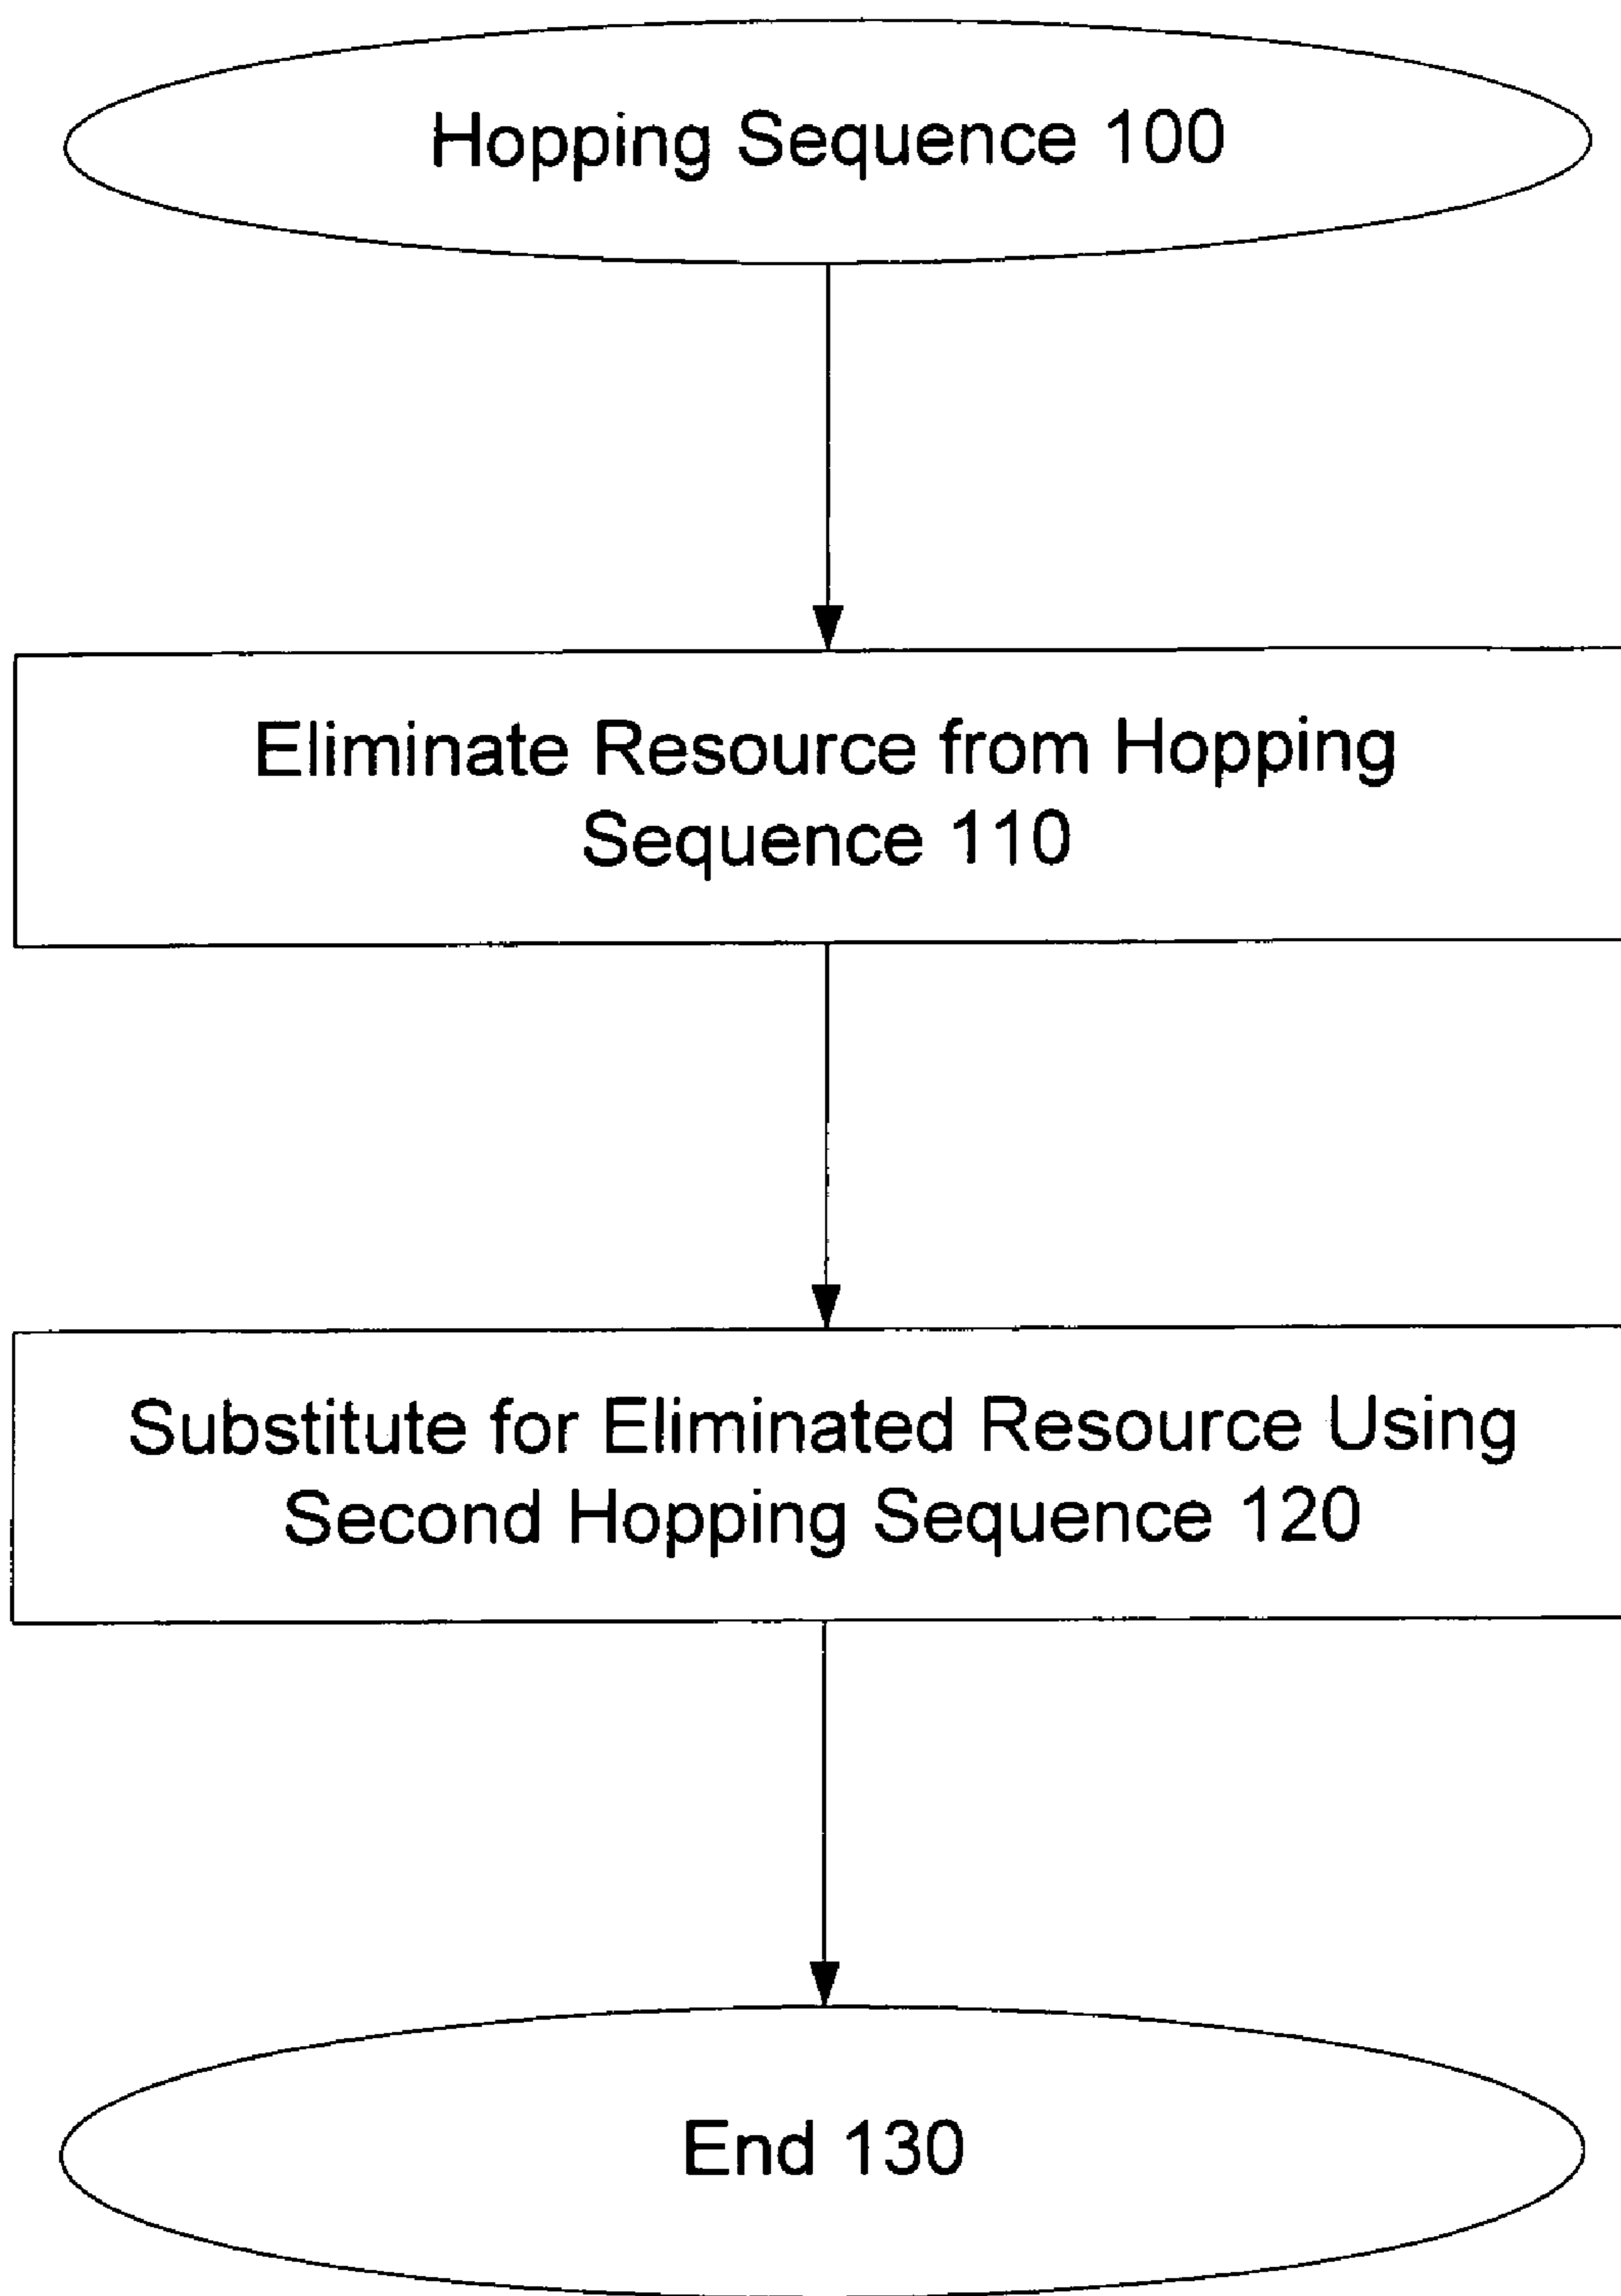 Hopping Sequence 100
Eliminate Resource from Hopping
Sequence 110
Substitute for Eliminated Resource Using
Second Hopping Sequence 120
End 130